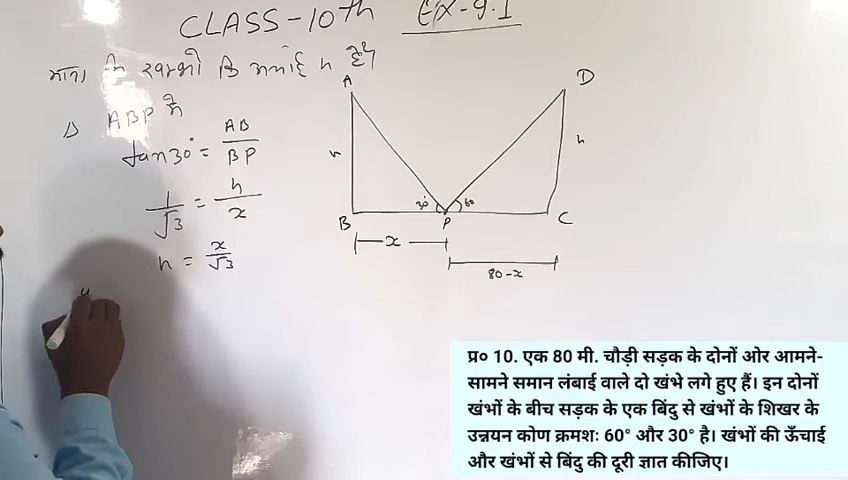 CLASS-10th EX-9.1
माना कि खम्भों कि ऊचाई h है।
A
D
Δ ABP में
tan30° = AB/BP
h
h
1/√3 = h/x
30°
60
B
P
C
x
h = x/√3
80-x
प्र० 10. एक 80 मी. चौड़ी सड़क के दोनों ओर आमने-
सामने समान लंबाई वाले दो खंभे लगे हुए हैं। इन दोनों
खंभों के बीच सड़क के एक बिंदु से खंभों के शिखर के
उन्नयन कोण क्रमशः 60° और 30° है। खंभों की ऊँचाई
और खंभों से बिंदु की दूरी ज्ञात कीजिए।